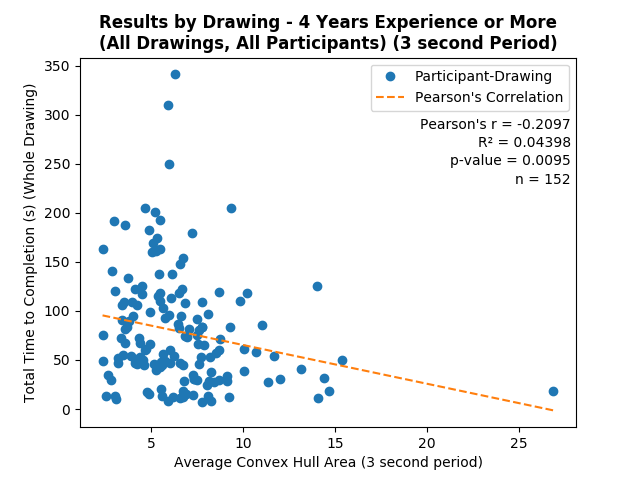 Results by Drawing - 4 Years Experience or More
(All Drawings, All Participants) (3 second Period)
Participant-Drawing
Pearson's Correlation
Pearson's r = -0.2097
R² = 0.04398
p-value = 0.0095
n = 152
Total Time to Completion (s) (Whole Drawing)
350
300
250
200
150
100
50
0
5
10
15
20
25
Average Convex Hull Area (3 second period)